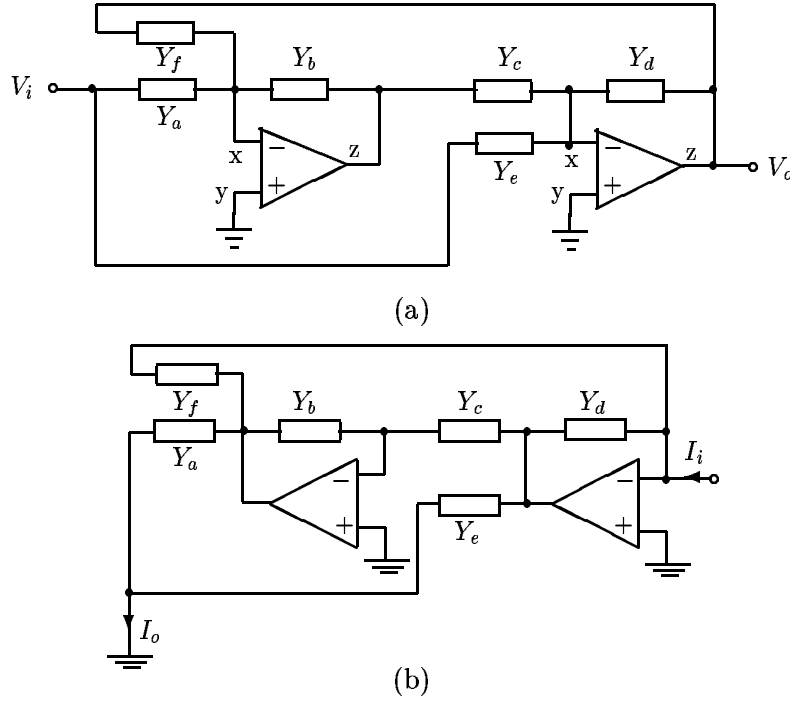 Y_f Y_b Y_c Y_d
V_i Y_a
x − z Y_e x − z V_o
y + y +
(a)
Y_f Y_b Y_c Y_d
Y_a I_i
− −
+ Y_e +
I_o
(b)